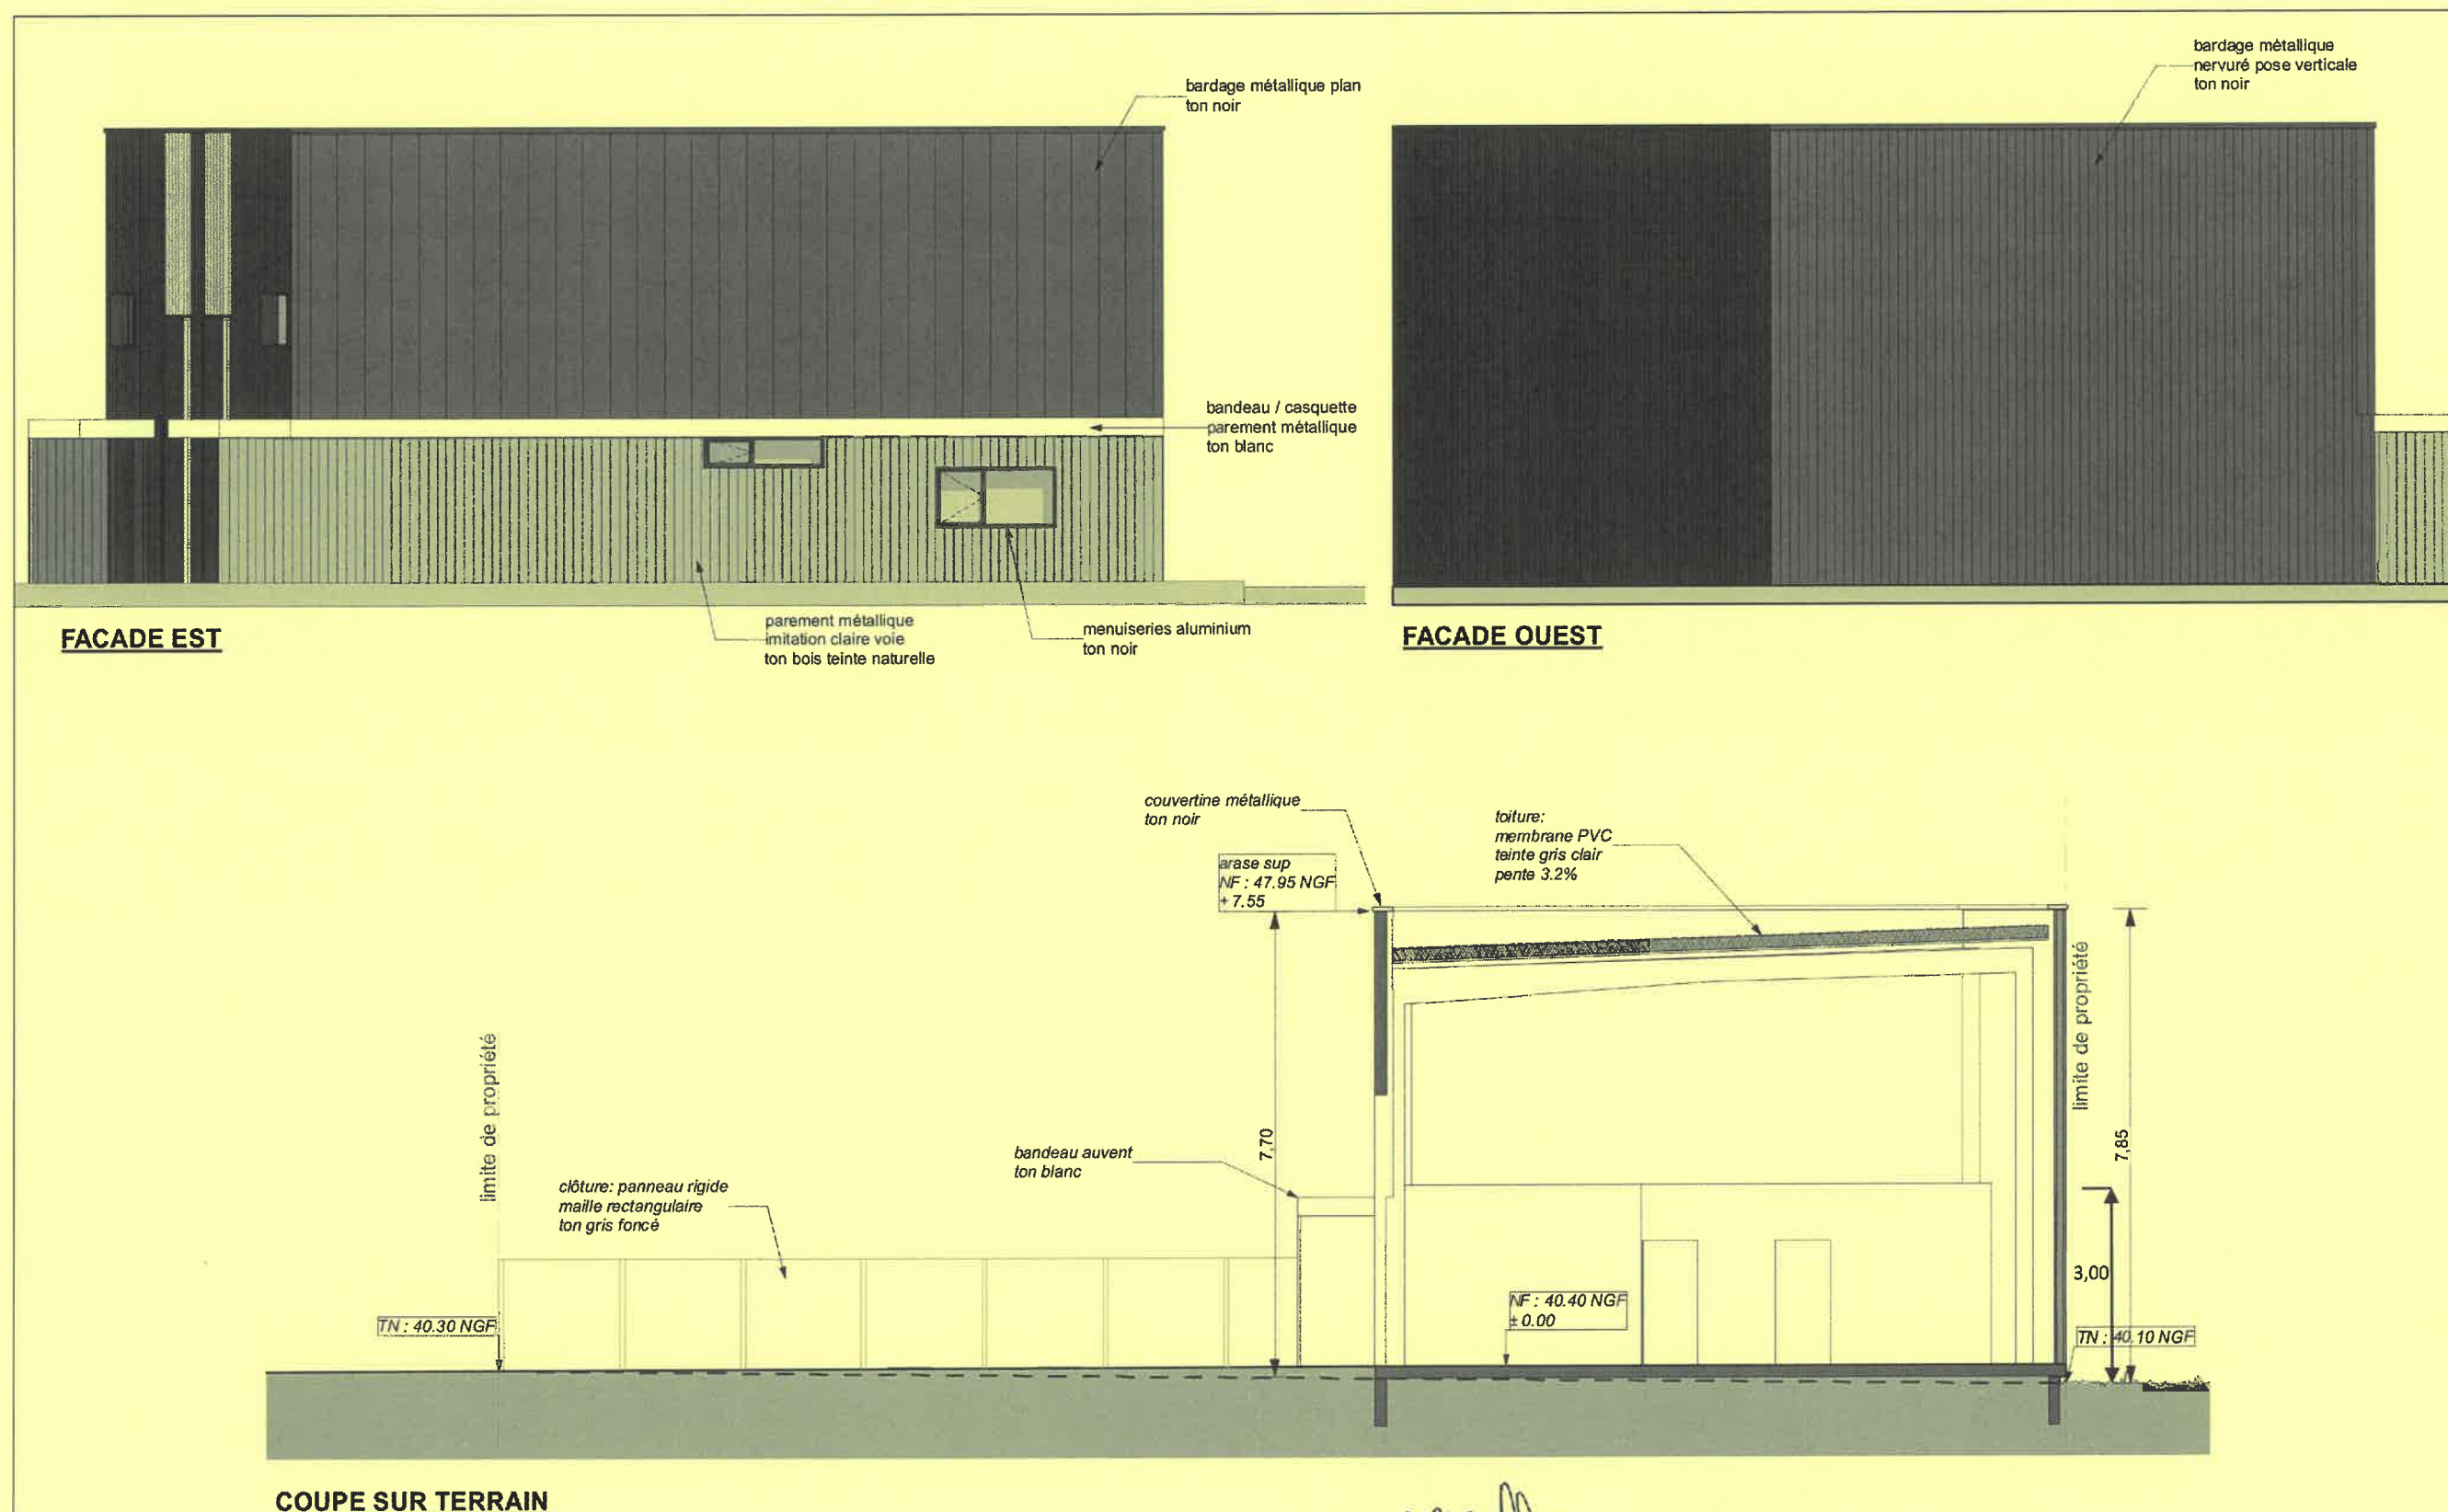 bardage métallique plan
ton noir
bardage métallique
nervuré pose verticale
ton noir
bandeau / casquette
parement métallique
ton blanc
parement métallique
imitation claire voie
ton bois teinte naturelle
menuiseries aluminium
ton noir
FACADE EST
FACADE OUEST
couvertine métallique
ton noir
toiture:
membrane PVC
teinte gris clair
pente 3.2%
arase sup
NF : 47.95 NGF
+ 7.55
limite de propriété
limite de propriété
7,70
7,85
bandeau auvent
ton blanc
clôture: panneau rigide
maille rectangulaire
ton gris foncé
3,00
NF : 40.40 NGF
± 0.00
TN : 40.30 NGF
TN : 40.10 NGF
COUPE SUR TERRAIN